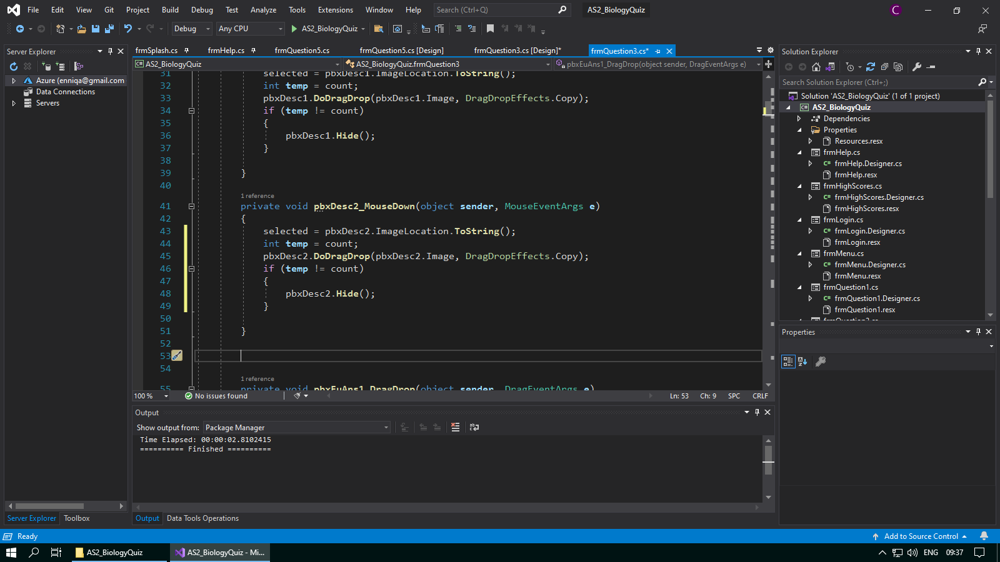 File Edit View Git Project Build Debug Test Analyze Tools Extensions Window Help Search (Ctrl+Q) AS2_BiologyQuiz C
Debug Any CPU AS2_BiologyQuiz
Server Explorer
Azure (enniqa@gmail.com
Data Connections
Servers
Server Explorer Toolbox
frmSplash.cs frmHelp.cs frmQuestion5.cs frmQuestion5.cs [Design] frmQuestion3.cs [Design]* frmQuestion3.cs*
AS2_BiologyQuiz AS2_BiologyQuiz.frmQuestion3 pbxEuAns1_DragDrop(object sender, DragEventArgs e)
31 selected = pbxDesc1.ImageLocation.ToString();
32 int temp = count;
33 pbxDesc1.DoDragDrop(pbxDesc1.Image, DragDropEffects.Copy);
34 if (temp != count)
35 {
36 pbxDesc1.Hide();
37 }
38
39 }
40
1 reference
41 private void pbxDesc2_MouseDown(object sender, MouseEventArgs e)
42 {
43 selected = pbxDesc2.ImageLocation.ToString();
44 int temp = count;
45 pbxDesc2.DoDragDrop(pbxDesc2.Image, DragDropEffects.Copy);
46 if (temp != count)
47 {
48 pbxDesc2.Hide();
49 }
50
51 }
52
53
54
1 reference
55 private void pbxEuAns1_DragDrop(object sender, DragEventArgs e)
100 % No issues found Ln: 53 Ch: 9 SPC CRLF
Output
Show output from: Package Manager
Time Elapsed: 00:00:02.8102415
========== Finished ==========
Output Data Tools Operations
Solution Explorer
Search Solution Explorer (Ctrl+;)
Solution 'AS2_BiologyQuiz' (1 of 1 project)
C# AS2_BiologyQuiz
Dependencies
Properties
Resources.resx
frmHelp.cs
C# frmHelp.Designer.cs
frmHelp.resx
frmHighScores.cs
C# frmHighScores.Designer.cs
frmHighScores.resx
frmLogin.cs
C# frmLogin.Designer.cs
frmLogin.resx
frmMenu.cs
C# frmMenu.Designer.cs
frmMenu.resx
frmQuestion1.cs
C# frmQuestion1.Designer.cs
frmQuestion1.resx
frmQuestion2.cs
Properties
Ready Add to Source Control
AS2_BiologyQuiz AS2_BiologyQuiz - Mi... ENG 09:37